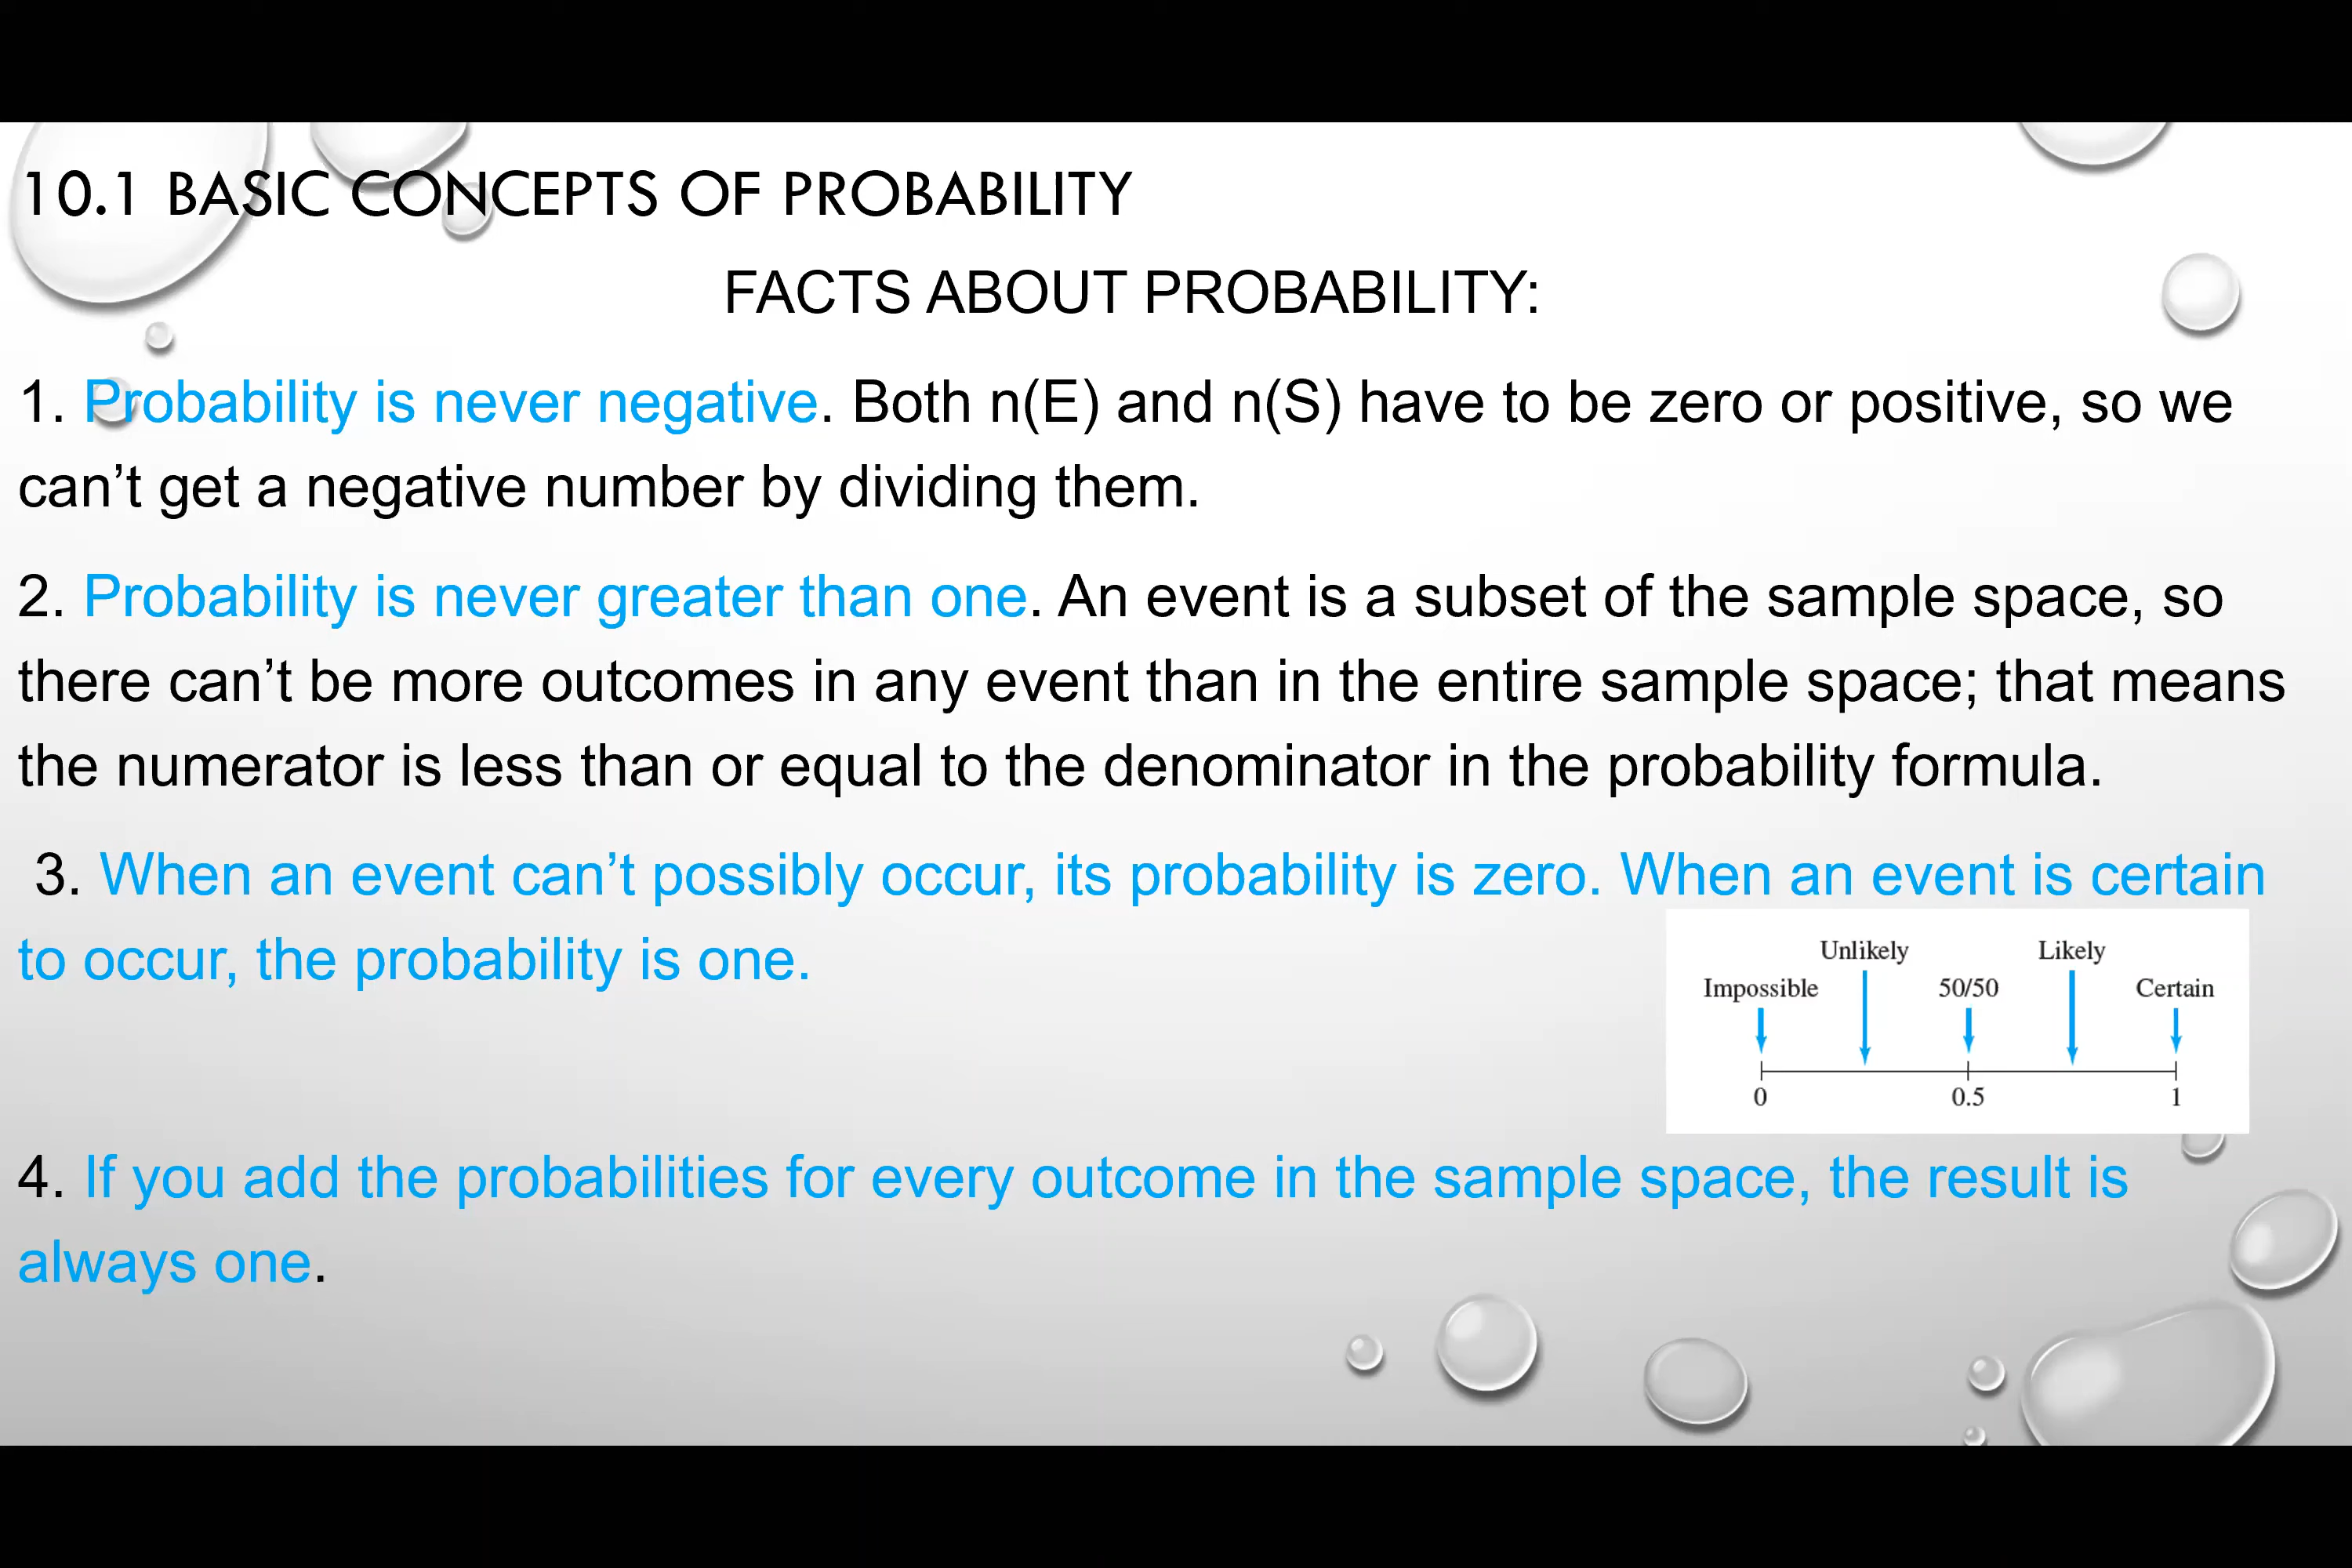 10.1 BASIC CONCEPTS OF PROBABILITY
FACTS ABOUT PROBABILITY:
1. Probability is never negative. Both n(E) and n(S) have to be zero or positive, so we
can’t get a negative number by dividing them.
2. Probability is never greater than one. An event is a subset of the sample space, so
there can’t be more outcomes in any event than in the entire sample space; that means
the numerator is less than or equal to the denominator in the probability formula.
3. When an event can’t possibly occur, its probability is zero. When an event is certain
to occur, the probability is one.
Unlikely Likely
Impossible 50/50 Certain
0 0.5 1
4. If you add the probabilities for every outcome in the sample space, the result is
always one.